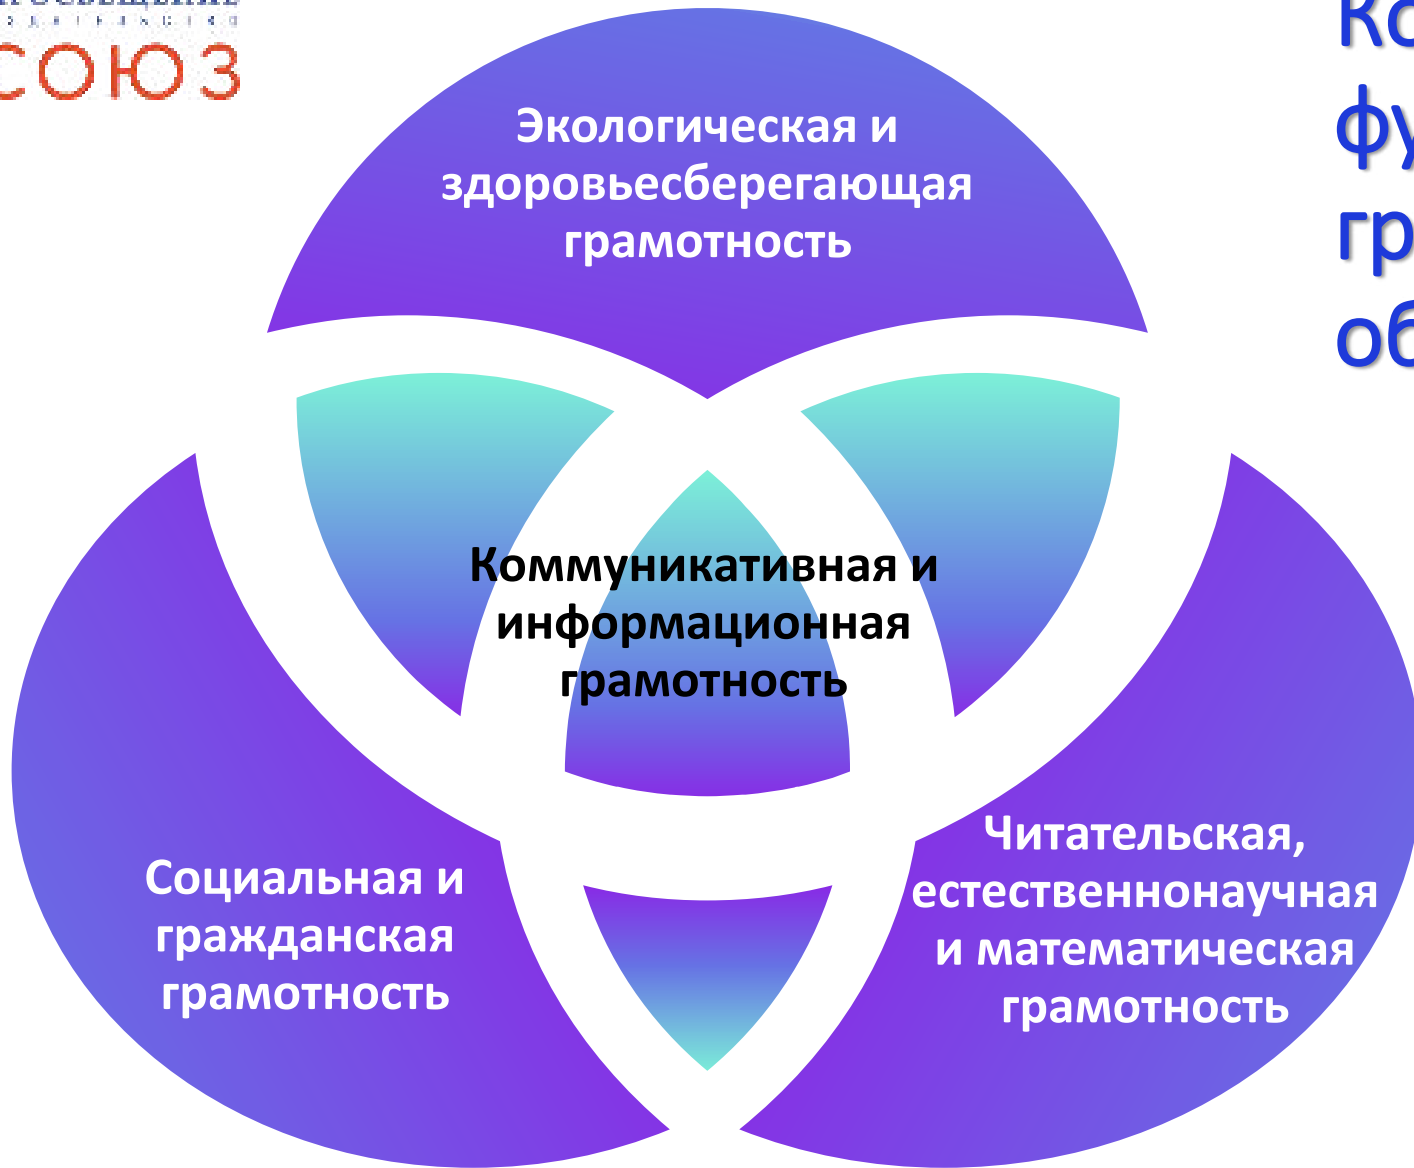 СОЮЗ
Экологическая и
здоровьесберегающая
грамотность
Коммуникативная и
информационная
грамотность
Социальная и
гражданская
грамотность
Читательская,
естественнонаучная
и математическая
грамотность